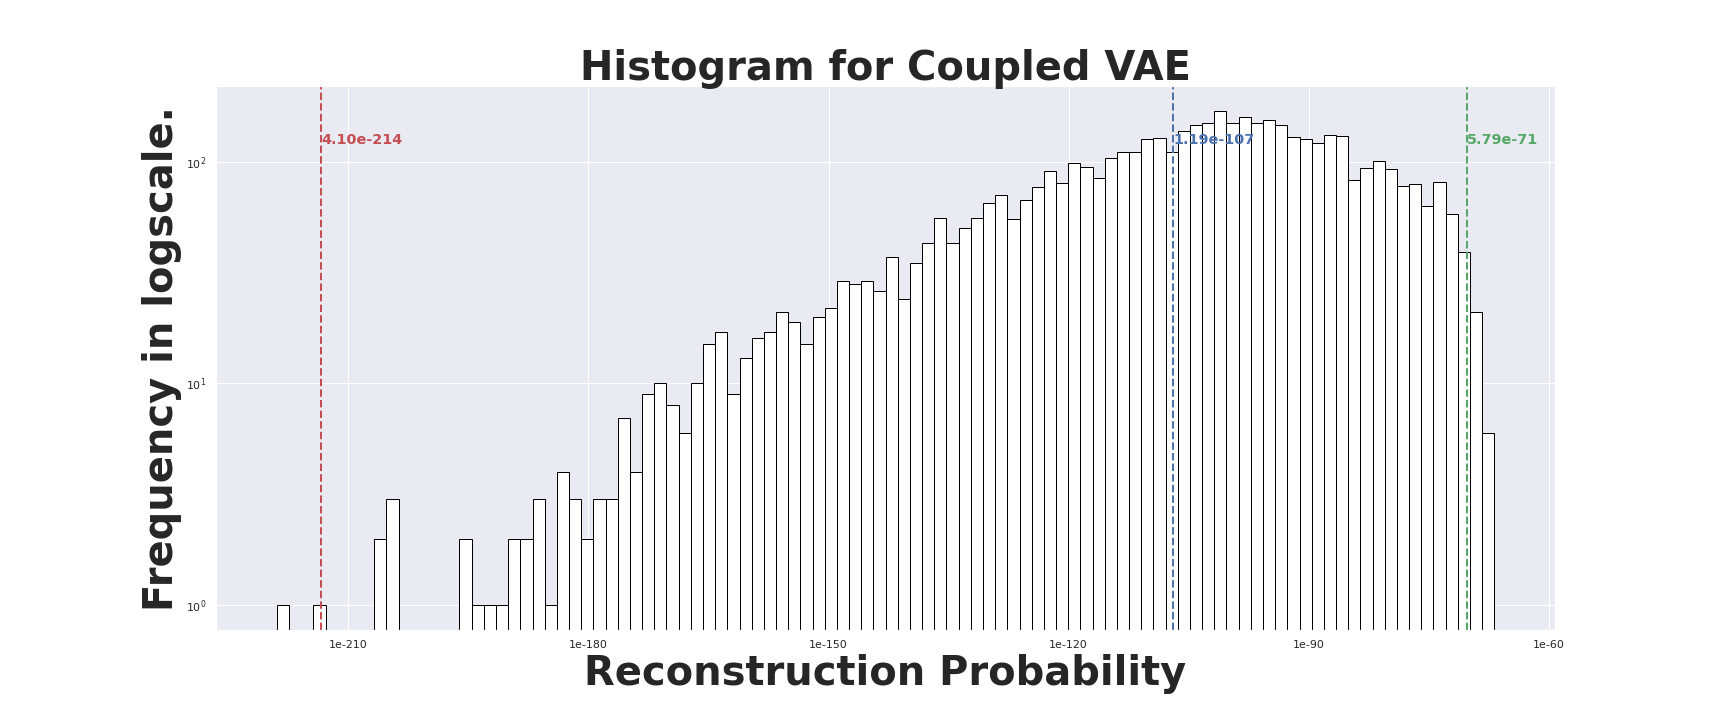 Histogram for Coupled VAE
Frequency in logscale.
10²
10¹
10⁰
4.10e-214
1.19e-107
5.79e-71
1e-210
1e-180
1e-150
1e-120
1e-90
1e-60
Reconstruction Probability